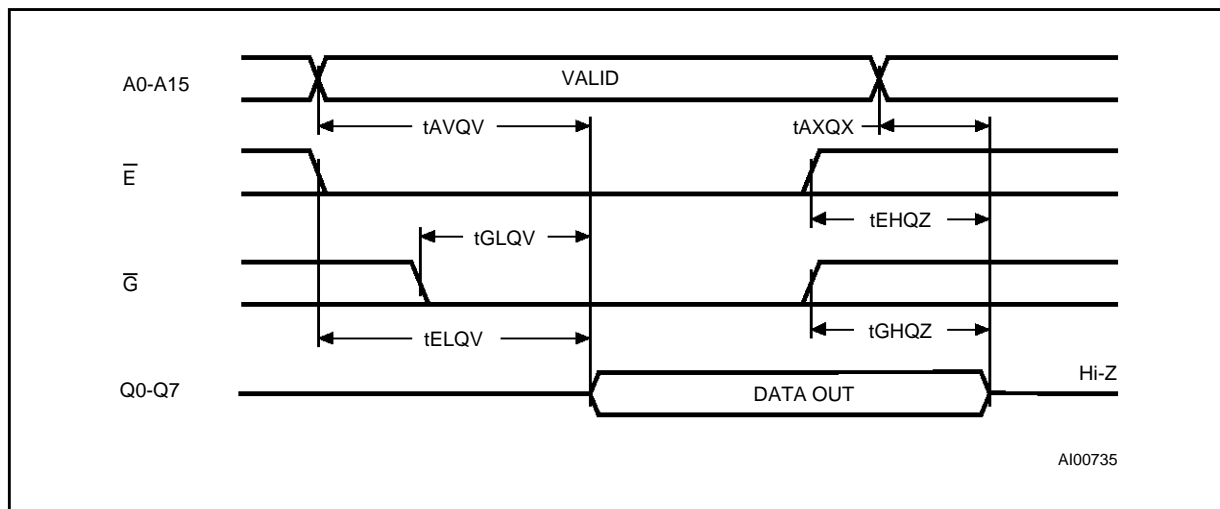 A0-A15
VALID
tAVQV
tAXQX
E̅
tEHQZ
tGLQV
G̅
tGHQZ
tELQV
Hi-Z
Q0-Q7
DATA OUT
AI00735